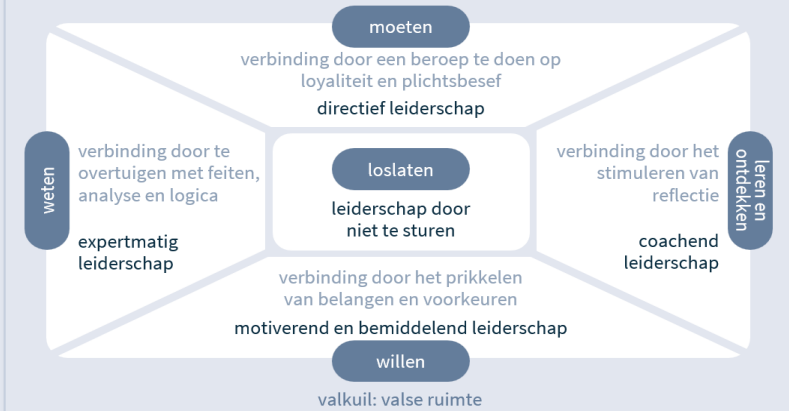 moeten
verbinding door een beroep te doen op
loyaliteit en plichtsbesef
directief leiderschap
weten
verbinding door te
overtuigen met feiten,
analyse en logica
expertmatig
leiderschap
loslaten
leiderschap door
niet te sturen
verbinding door het
stimuleren van
reflectie
coachend
leiderschap
leren en
ontdekken
verbinding door het prikkelen
van belangen en voorkeuren
motiverend en bemiddelend leiderschap
willen
valkuil: valse ruimte